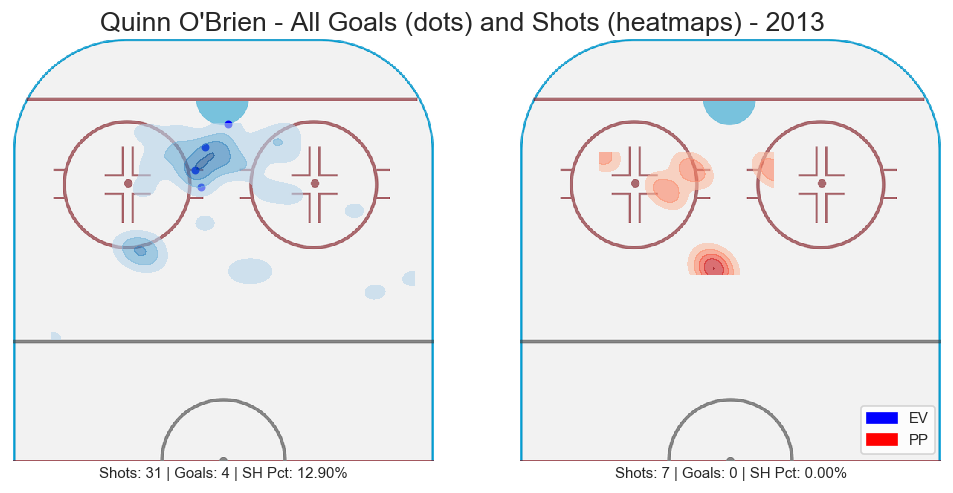 Quinn O'Brien - All Goals (dots) and Shots (heatmaps) - 2013
EV
PP
Shots: 31 | Goals: 4 | SH Pct: 12.90%
Shots: 7 | Goals: 0 | SH Pct: 0.00%